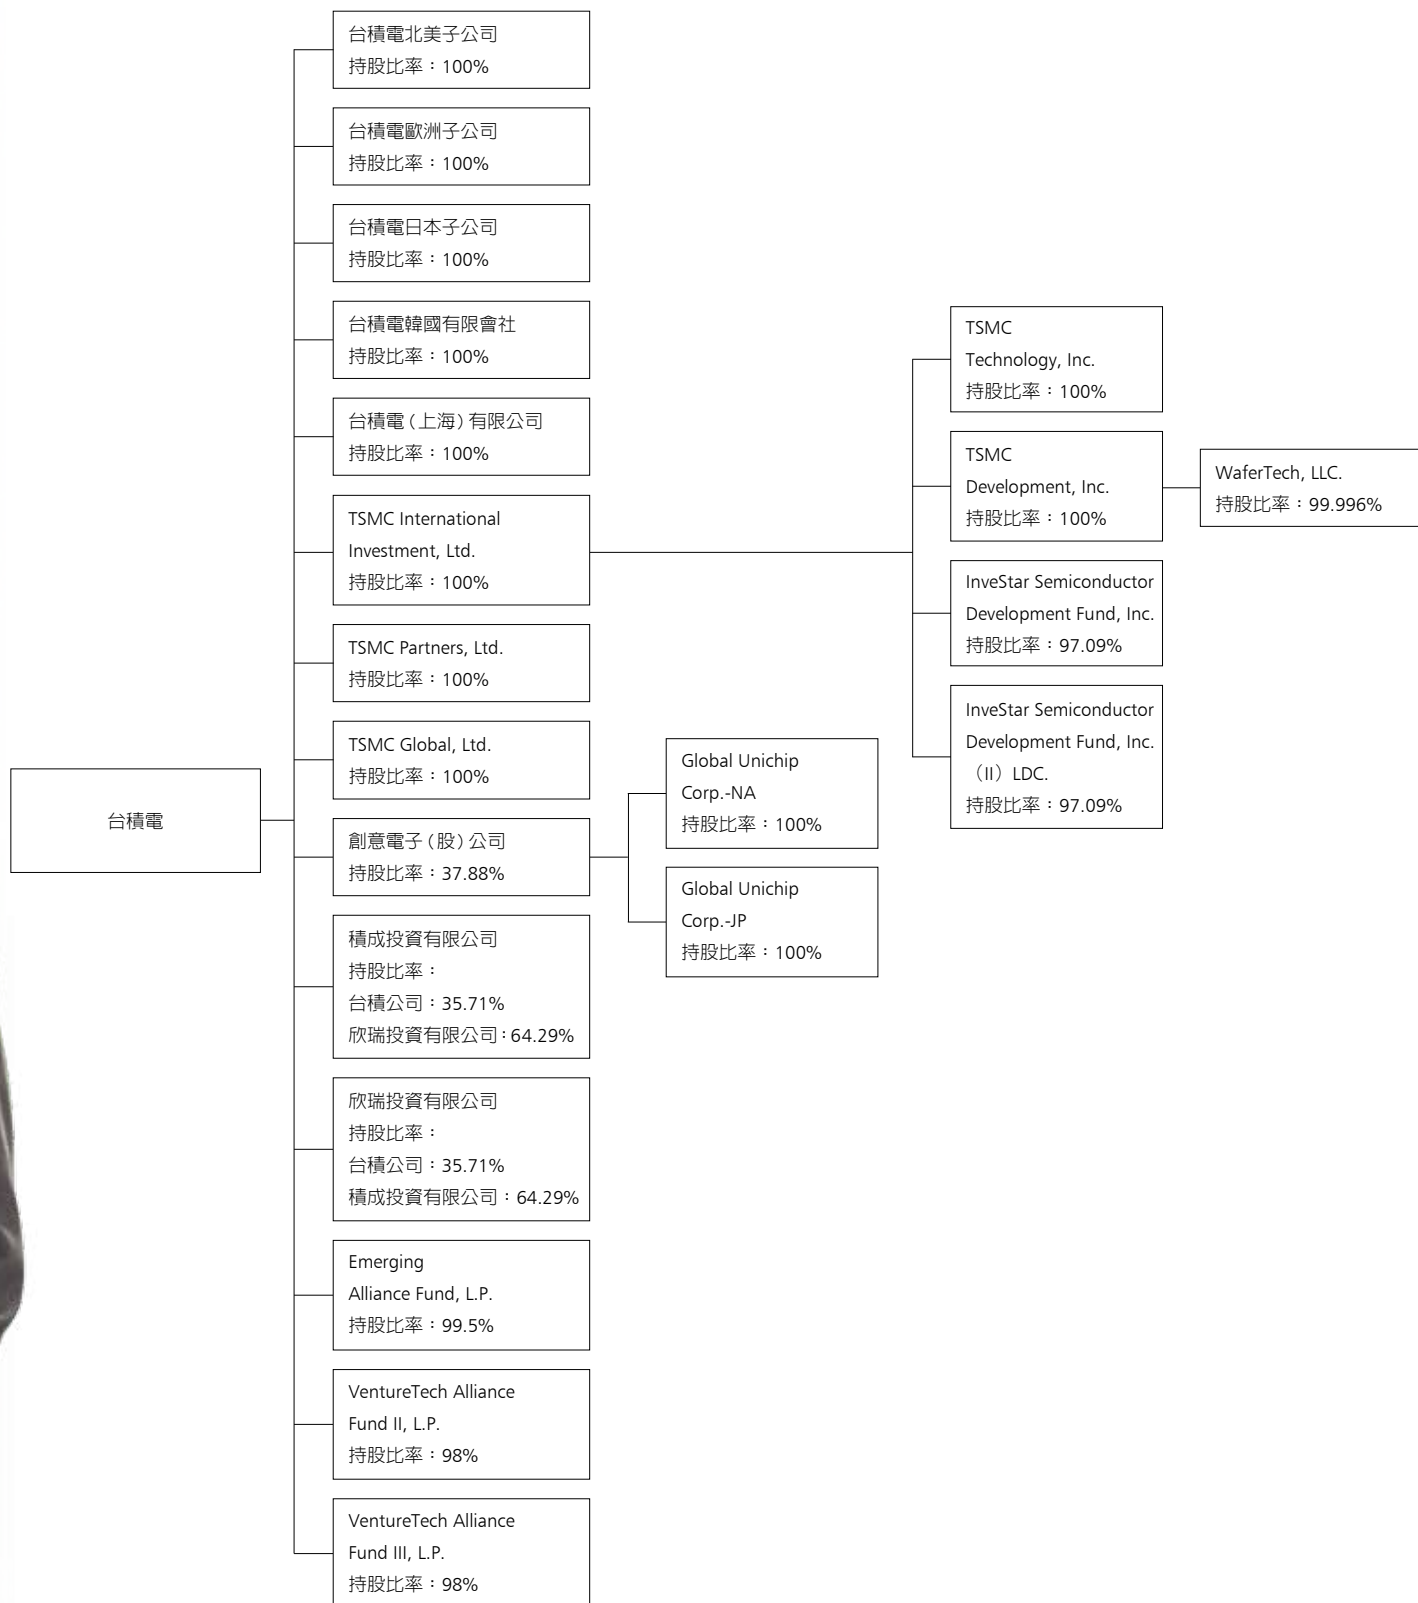 台積電
台積電北美子公司
持股比率：100%
台積電歐洲子公司
持股比率：100%
台積電日本子公司
持股比率：100%
台積電韓國有限會社
持股比率：100%
台積電(上海)有限公司
持股比率：100%
TSMC International
Investment, Ltd.
持股比率：100%
TSMC Partners, Ltd.
持股比率：100%
TSMC Global, Ltd.
持股比率：100%
創意電子(股)公司
持股比率：37.88%
積成投資有限公司
持股比率：
台積公司：35.71%
欣瑞投資有限公司：64.29%
欣瑞投資有限公司
持股比率：
台積公司：35.71%
積成投資有限公司：64.29%
Emerging
Alliance Fund, L.P.
持股比率：99.5%
VentureTech Alliance
Fund II, L.P.
持股比率：98%
VentureTech Alliance
Fund III, L.P.
持股比率：98%
Global Unichip
Corp.-NA
持股比率：100%
Global Unichip
Corp.-JP
持股比率：100%
TSMC
Technology, Inc.
持股比率：100%
TSMC
Development, Inc.
持股比率：100%
InveStar Semiconductor
Development Fund, Inc.
持股比率：97.09%
InveStar Semiconductor
Development Fund, Inc.
（II）LDC.
持股比率：97.09%
WaferTech, LLC.
持股比率：99.996%